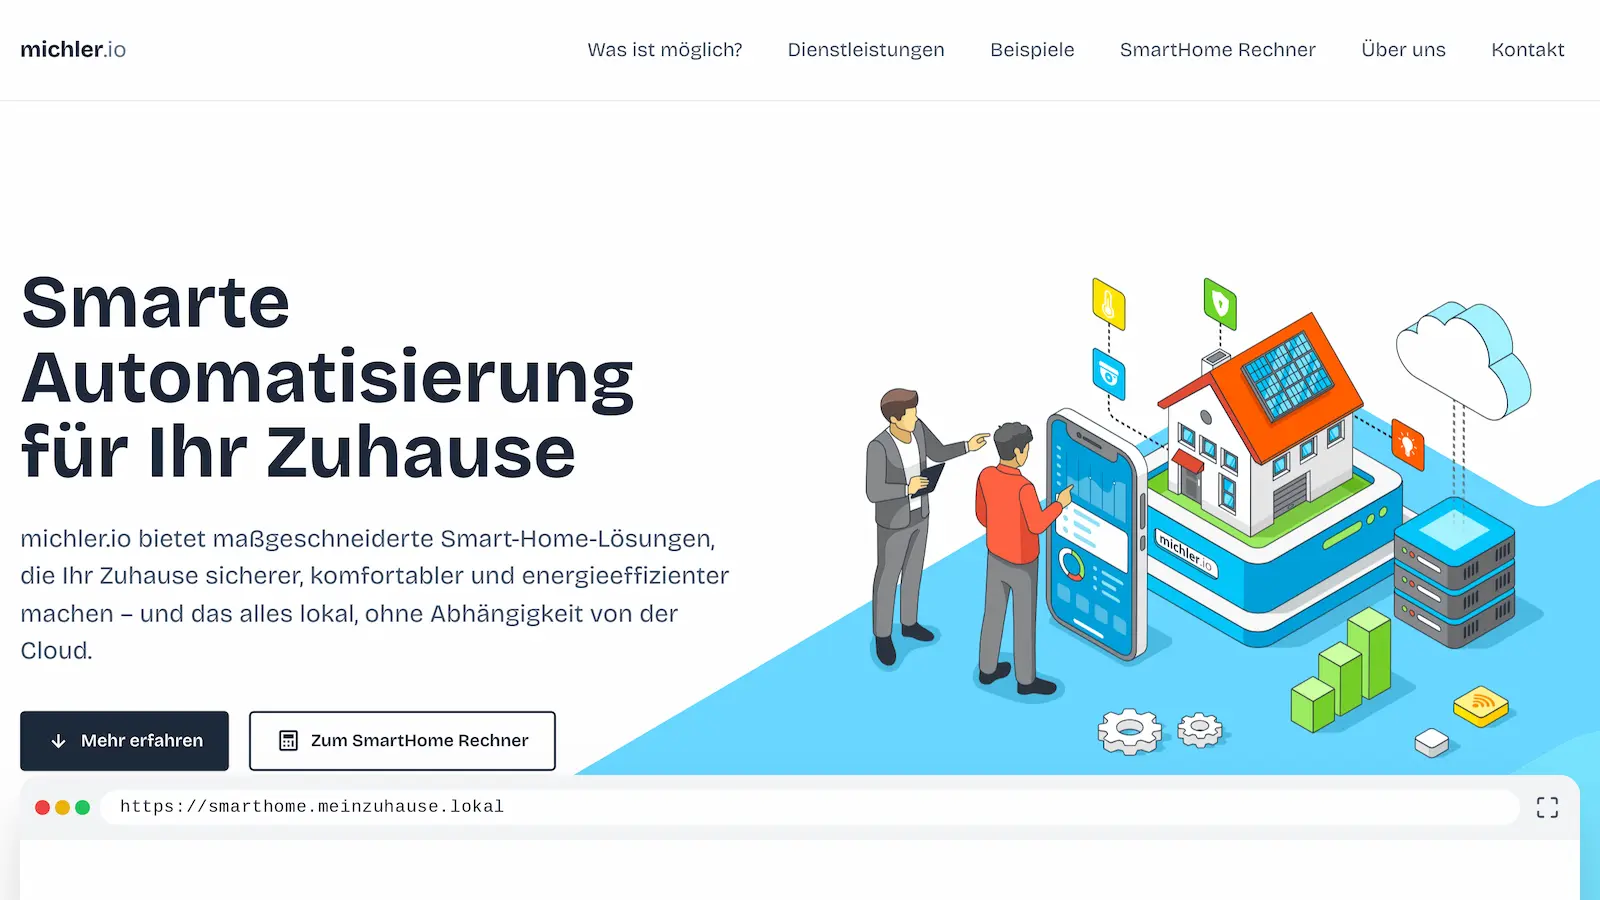 michler.io
Was ist möglich?
Dienstleistungen
Beispiele
SmartHome Rechner
Über uns
Kontakt
Smarte
Automatisierung
für Ihr Zuhause
michler.io bietet maßgeschneiderte Smart-Home-Lösungen,
die Ihr Zuhause sicherer, komfortabler und energieeffizienter
machen – und das alles lokal, ohne Abhängigkeit von der
Cloud.
Mehr erfahren
Zum SmartHome Rechner
michler.io
https://smarthome.meinzuhause.lokal